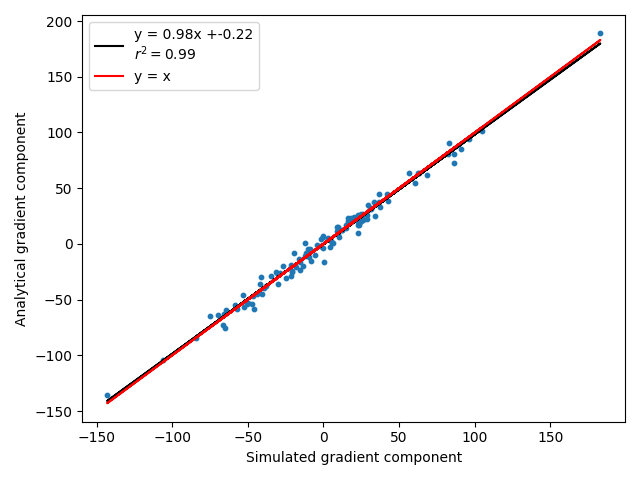 y = 0.98x +-0.22
r² = 0.99
y = x
200
150
100
50
0
−50
−100
−150
Analytical gradient component
−150 −100 −50 0 50 100 150
Simulated gradient component